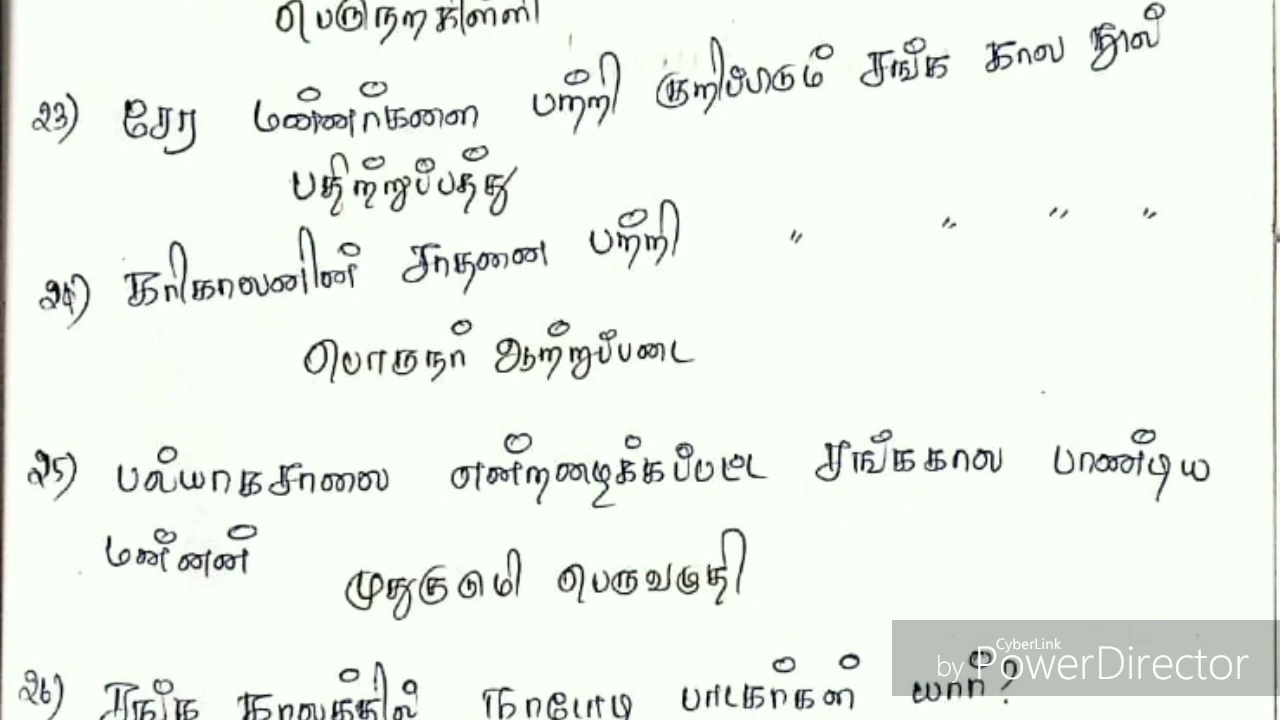 பெருநற்கிள்ளி
23) சேர மன்னர்களை பற்றி குறிப்பிடும் சங்க கால நூல்
பதிற்றுப்பத்து
24) கரிகாலனின் சாதனை பற்றி " " " "
பொருநர் ஆற்றுப்படை
25) பல்யாகசாலை என்றழைக்கப்பட்ட சங்ககால பாண்டிய
மன்னன்
முதுகுடுமி பெருவழுதி
26) சங்க காலத்தில் நாடோடி பாடகர்கள் யார்?
CyberLink
by PowerDirector